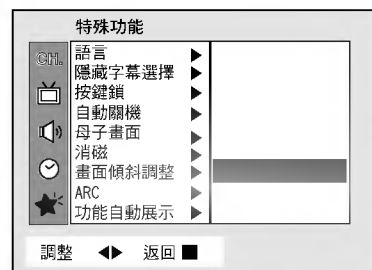 特殊功能
CH.
語言
隱藏字幕選擇
按鍵鎖
自動關機
母子畫面
消磁
畫面傾斜調整
ARC
功能自動展示
調整 ◀▶ 返回 ■